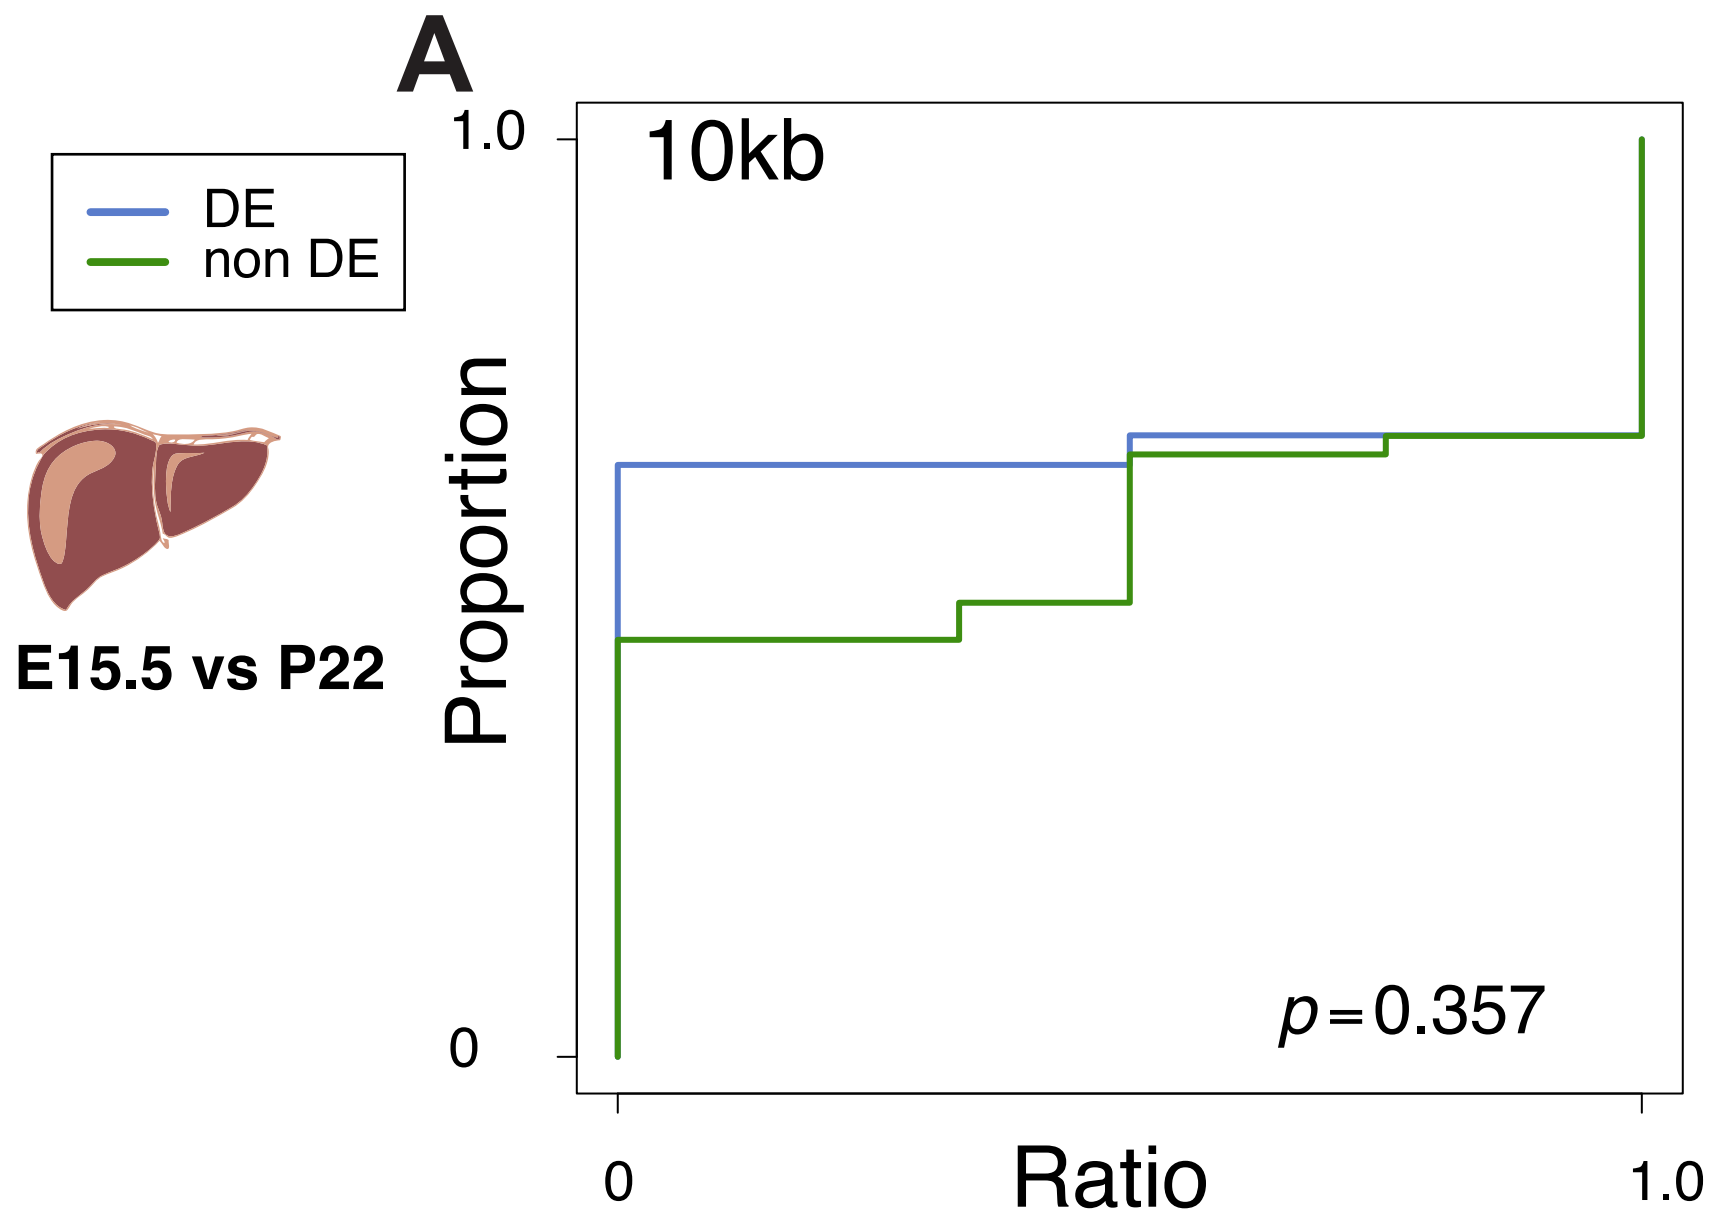 A
1.0
10kb
DE
non DE
Proportion
E15.5 vs P22
p=0.357
0
0
Ratio
1.0